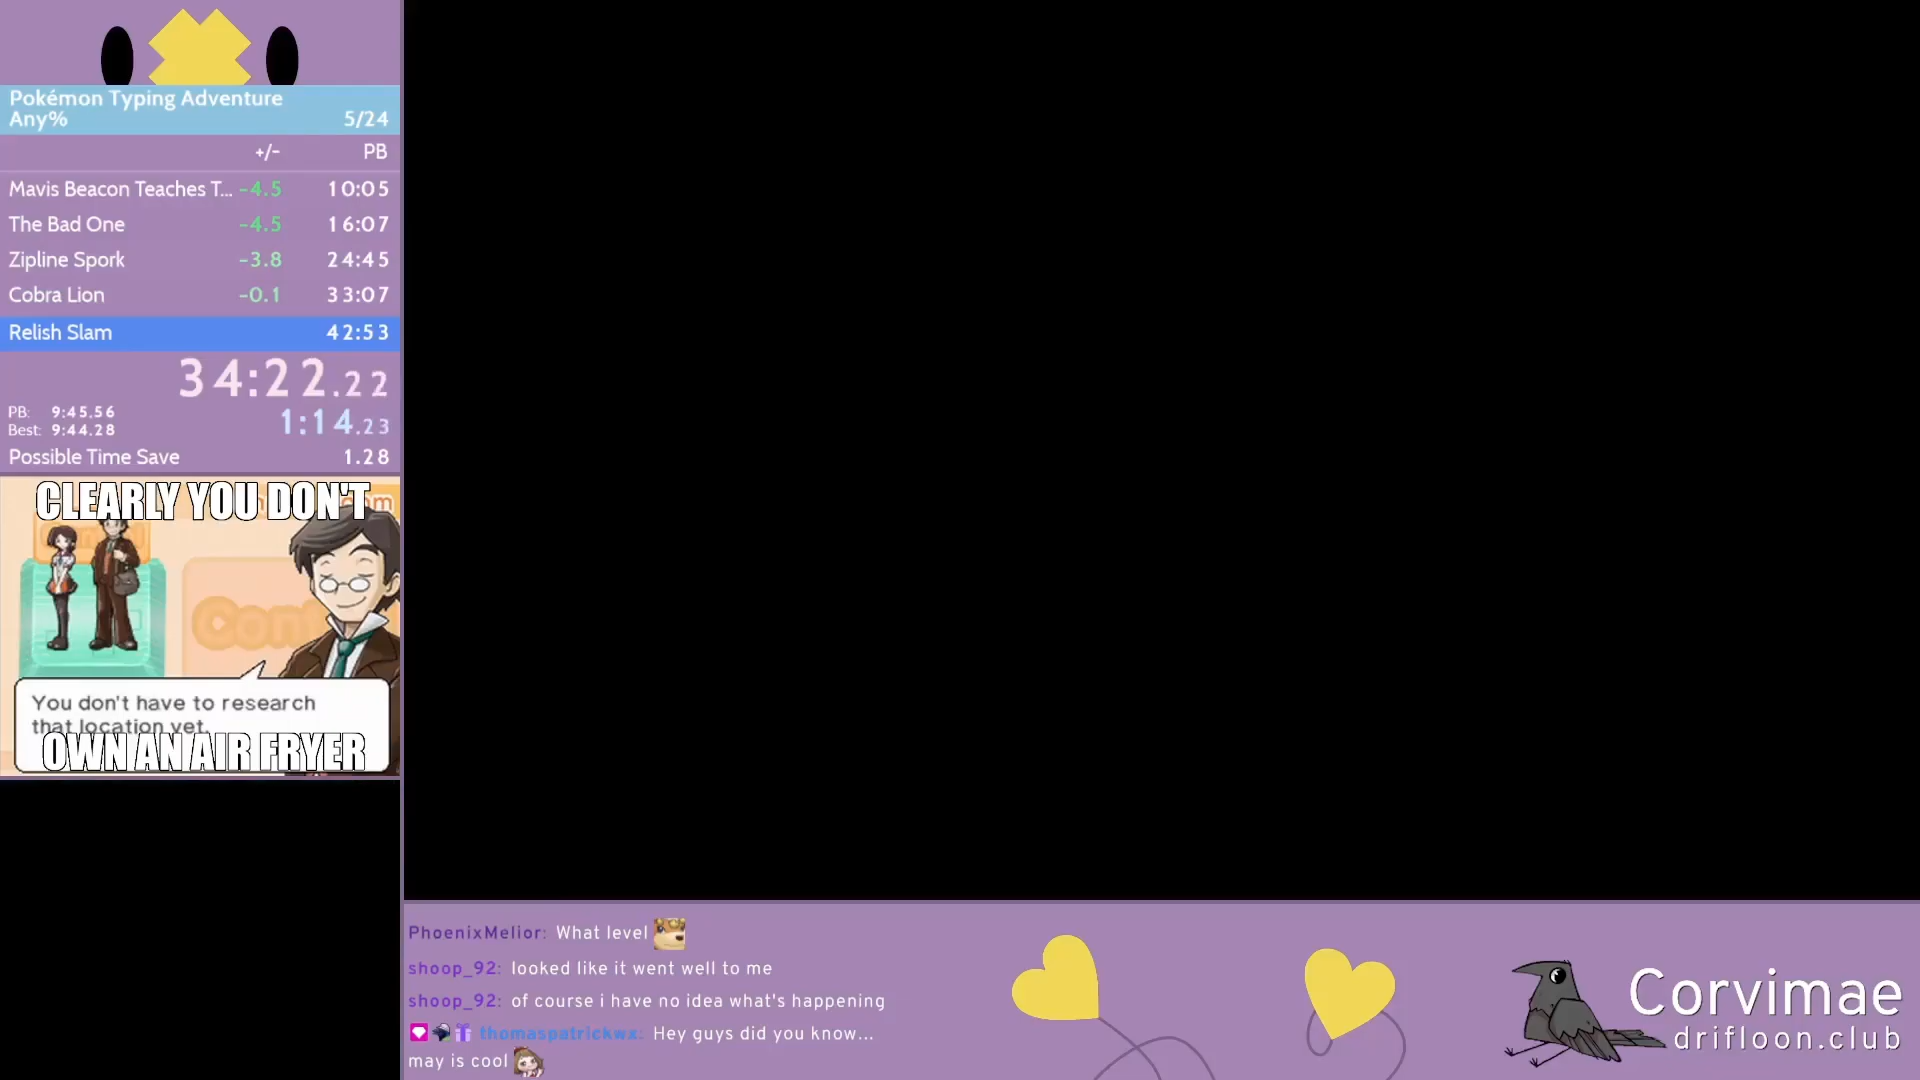 Pokémon Typing Adventure
Any% 5/24
+/- PB
Mavis Beacon Teaches T... -4.5 10:05
The Bad One -4.5 16:07
Zipline Spork -3.8 24:45
Cobra Lion -0.1 33:07
Relish Slam 42:53
34:22.22
PB: 9:45.56
1:14.23
Best: 9:44.28
Possible Time Save 1.28
CLEARLY YOU DON'T
You don't have to research
that location yet.
OWN AN AIR FRYER
PhoenixMelior: What level
shoop_92: looked like it went well to me
shoop_92: of course i have no idea what's happening
thomaspatrickwx: Hey guys did you know...
may is cool
Corvimae
drifloon.club